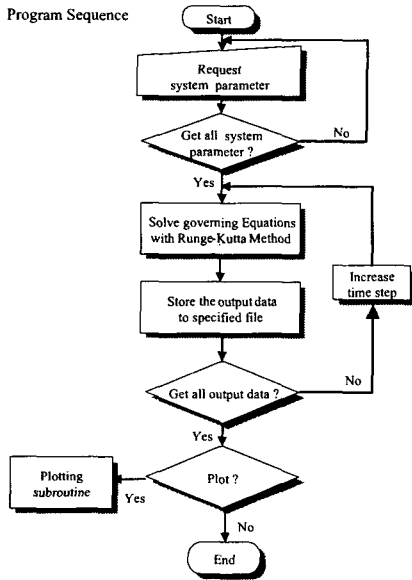 Program Sequence
Start
Request
system parameter
Get all system
parameter ?
No
Yes
Solve governing Equations
with Runge-Kutta Method
Increase
time step
Store the output data
to specified file
Get all output data ?
No
Yes
Plotting
subroutine
Plot ?
Yes
No
End